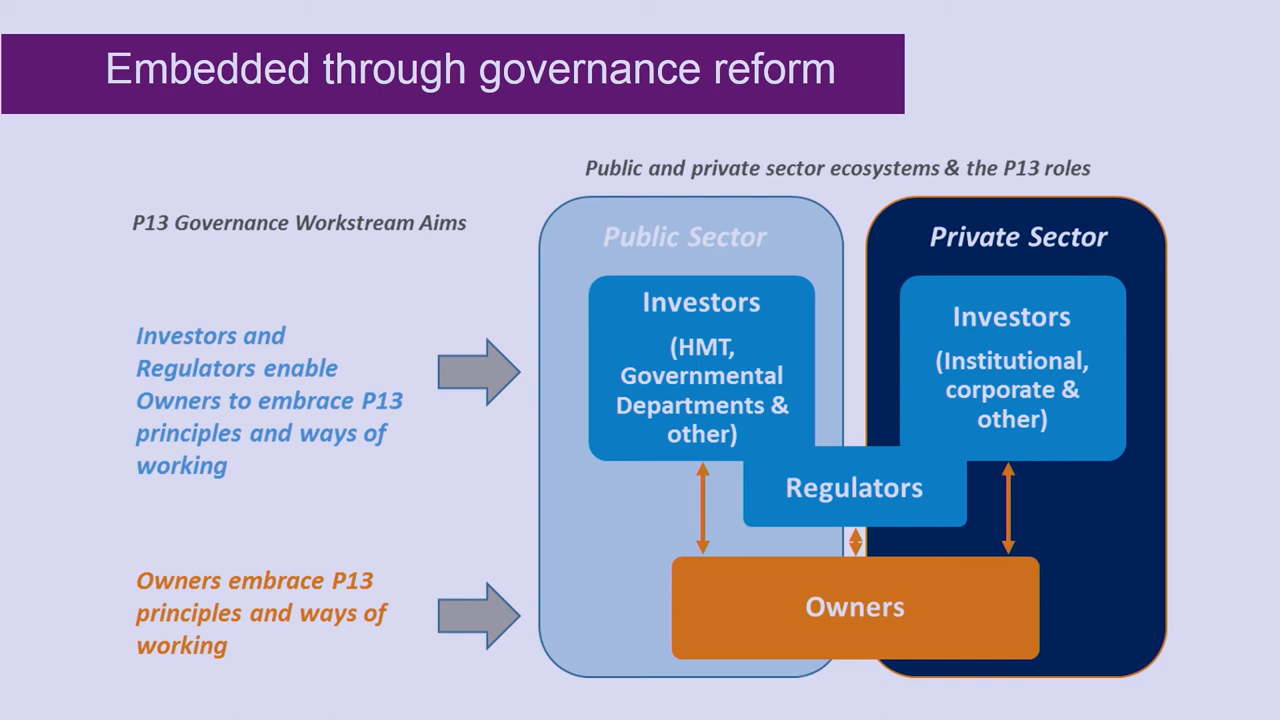 Embedded through governance reform
Public and private sector ecosystems & the P13 roles
P13 Governance Workstream Aims
Investors and
Regulators enable
Owners to embrace P13
principles and ways of
working
Owners embrace P13
principles and ways of
working
Public Sector
Investors
(HMT,
Governmental
Departments &
other)
Private Sector
Investors
(Institutional,
corporate &
other)
Regulators
Owners